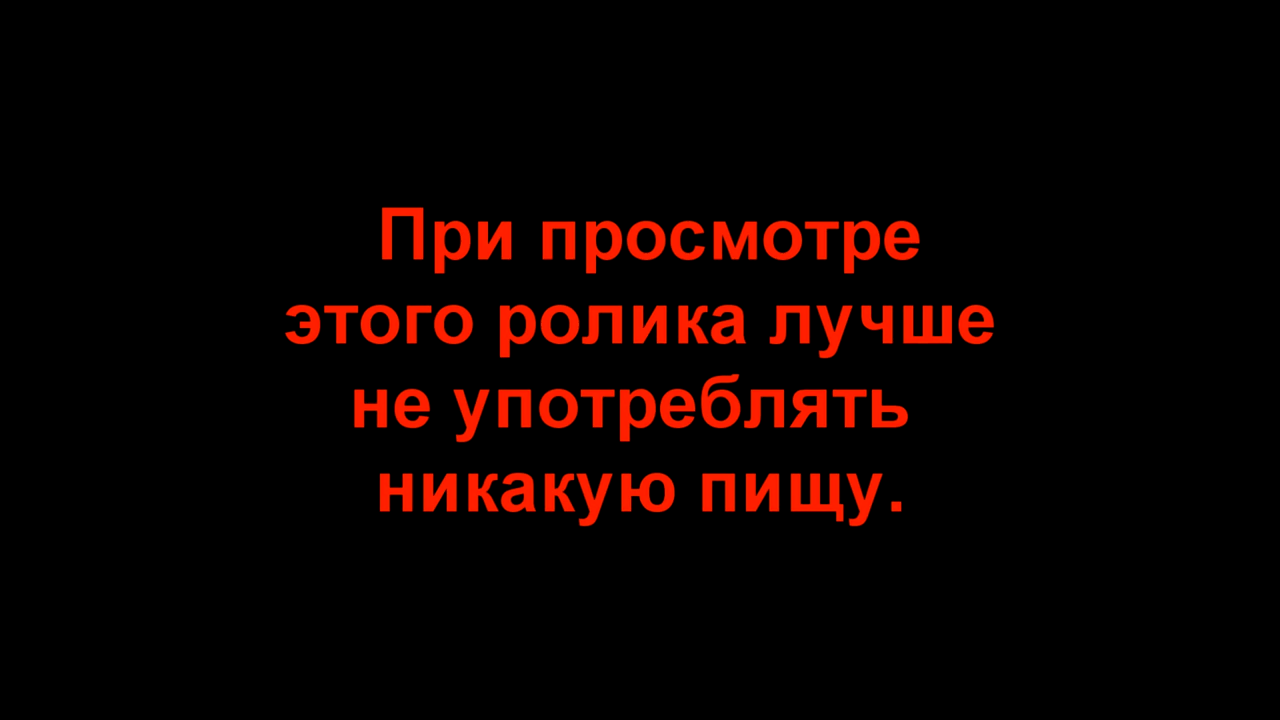 При просмотре
этого ролика лучше
не употреблять
никакую пищу.